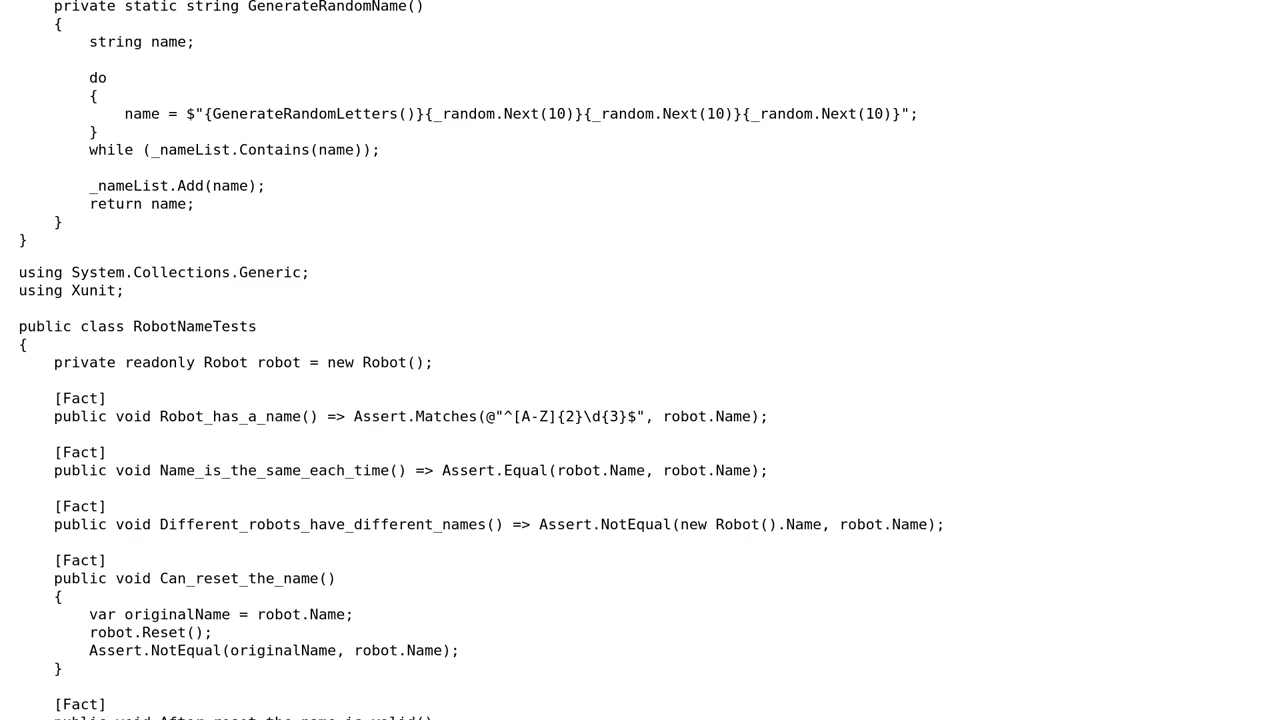 private static string GenerateRandomName()
    {
        string name;

        do
        {
            name = $"{GenerateRandomLetters()}{_random.Next(10)}{_random.Next(10)}{_random.Next(10)}";
        }
        while (_nameList.Contains(name));

        _nameList.Add(name);
        return name;
    }
}

using System.Collections.Generic;
using Xunit;

public class RobotNameTests
{
    private readonly Robot robot = new Robot();

    [Fact]
    public void Robot_has_a_name() => Assert.Matches(@"^[A-Z]{2}\d{3}$", robot.Name);

    [Fact]
    public void Name_is_the_same_each_time() => Assert.Equal(robot.Name, robot.Name);

    [Fact]
    public void Different_robots_have_different_names() => Assert.NotEqual(new Robot().Name, robot.Name);

    [Fact]
    public void Can_reset_the_name()
    {
        var originalName = robot.Name;
        robot.Reset();
        Assert.NotEqual(originalName, robot.Name);
    }

    [Fact]
    public void After_reset_the_name_is_valid()